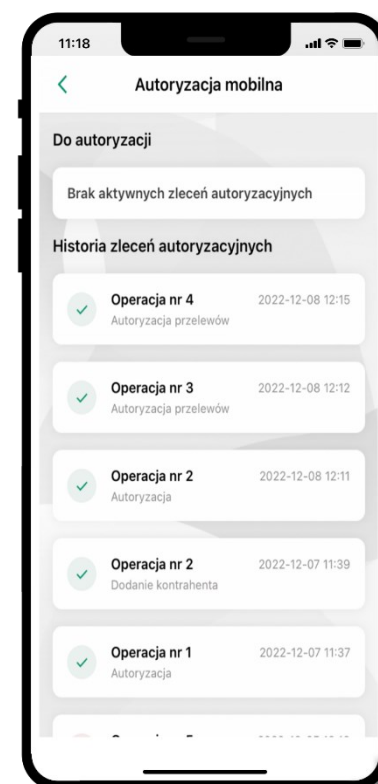 11:18
Autoryzacja mobilna
Do autoryzacji
Brak aktywnych zleceń autoryzacyjnych
Historia zleceń autoryzacyjnych
Operacja nr 4 2022-12-08 12:15
Autoryzacja przelewów
Operacja nr 3 2022-12-08 12:12
Autoryzacja przelewów
Operacja nr 2 2022-12-08 12:11
Autoryzacja
Operacja nr 2 2022-12-07 11:39
Dodanie kontrahenta
Operacja nr 1 2022-12-07 11:37
Autoryzacja